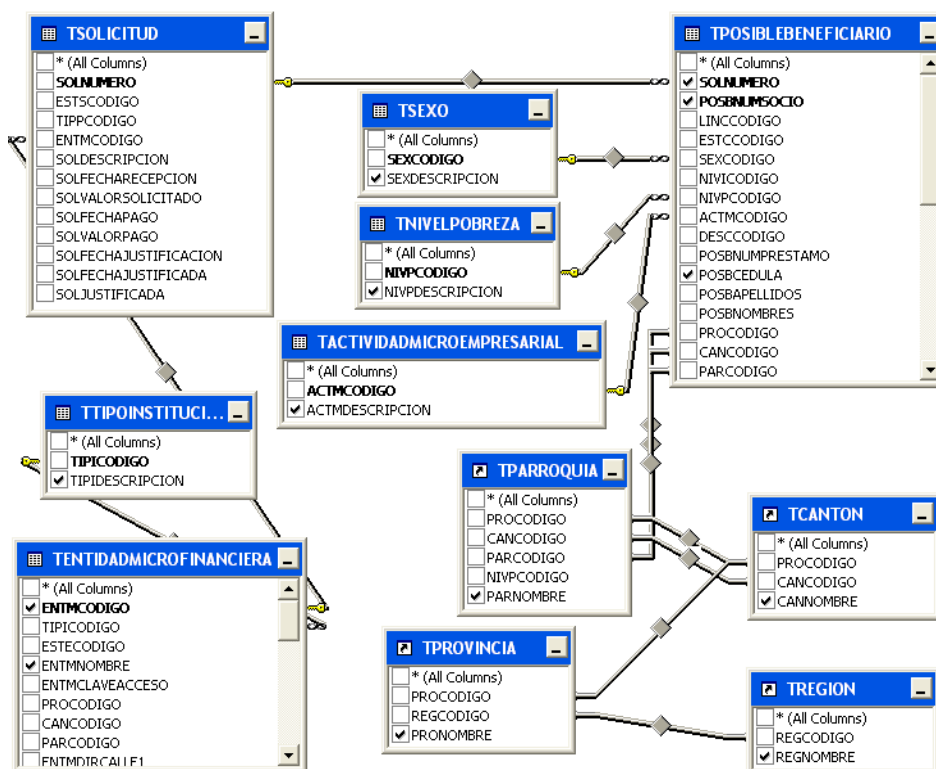 TSOLICITUD
* (All Columns)
SOLNUMERO
ESTSCODIGO
TIPPCODIGO
ENTMCODIGO
SOLDESCRIPCION
SOLFECHARECEPCION
SOLVALORSOLICITADO
SOLFECHAPAGO
SOLVALORPAGO
SOLFECHAJUSTIFICACION
SOLFECHAJUSTIFICADA
SOLJUSTIFICADA
TSEXO
* (All Columns)
SEXCODIGO
SEXDESCRIPCION
TNIVELPOBREZA
* (All Columns)
NIVPCODIGO
NIVPDESCRIPCION
TACTIVIDADMICROEMPRESARIAL
* (All Columns)
ACTMCODIGO
ACTMDESCRIPCION
TPOSIBLEBENEFICIARIO
* (All Columns)
SOLNUMERO
POSBNUMSOCIO
LINCCODIGO
ESTCCODIGO
SEXCODIGO
NIVICODIGO
NIVPCODIGO
ACTMCODIGO
DESCCODIGO
POSBNUMPRESTAMO
POSBCEDULA
POSBAPELLIDOS
POSBNOMBRES
PROCODIGO
CANCODIGO
PARCODIGO
TTIPOINSTITUCI...
* (All Columns)
TIPICODIGO
TIPIDESCRIPCION
TENTIDADMICROFINANCIERA
* (All Columns)
ENTMCODIGO
TIPICODIGO
ESTECODIGO
ENTMNOMBRE
ENTMCLAVEACCESO
PROCODIGO
CANCODIGO
PARCODIGO
ENTMDIRCALLE1
TPARROQUIA
* (All Columns)
PROCODIGO
CANCODIGO
PARCODIGO
NIVPCODIGO
PARNOMBRE
TCANTON
* (All Columns)
PROCODIGO
CANCODIGO
CANNOMBRE
TPROVINCIA
* (All Columns)
PROCODIGO
REGCODIGO
PRONOMBRE
TREGION
* (All Columns)
REGCODIGO
REGNOMBRE